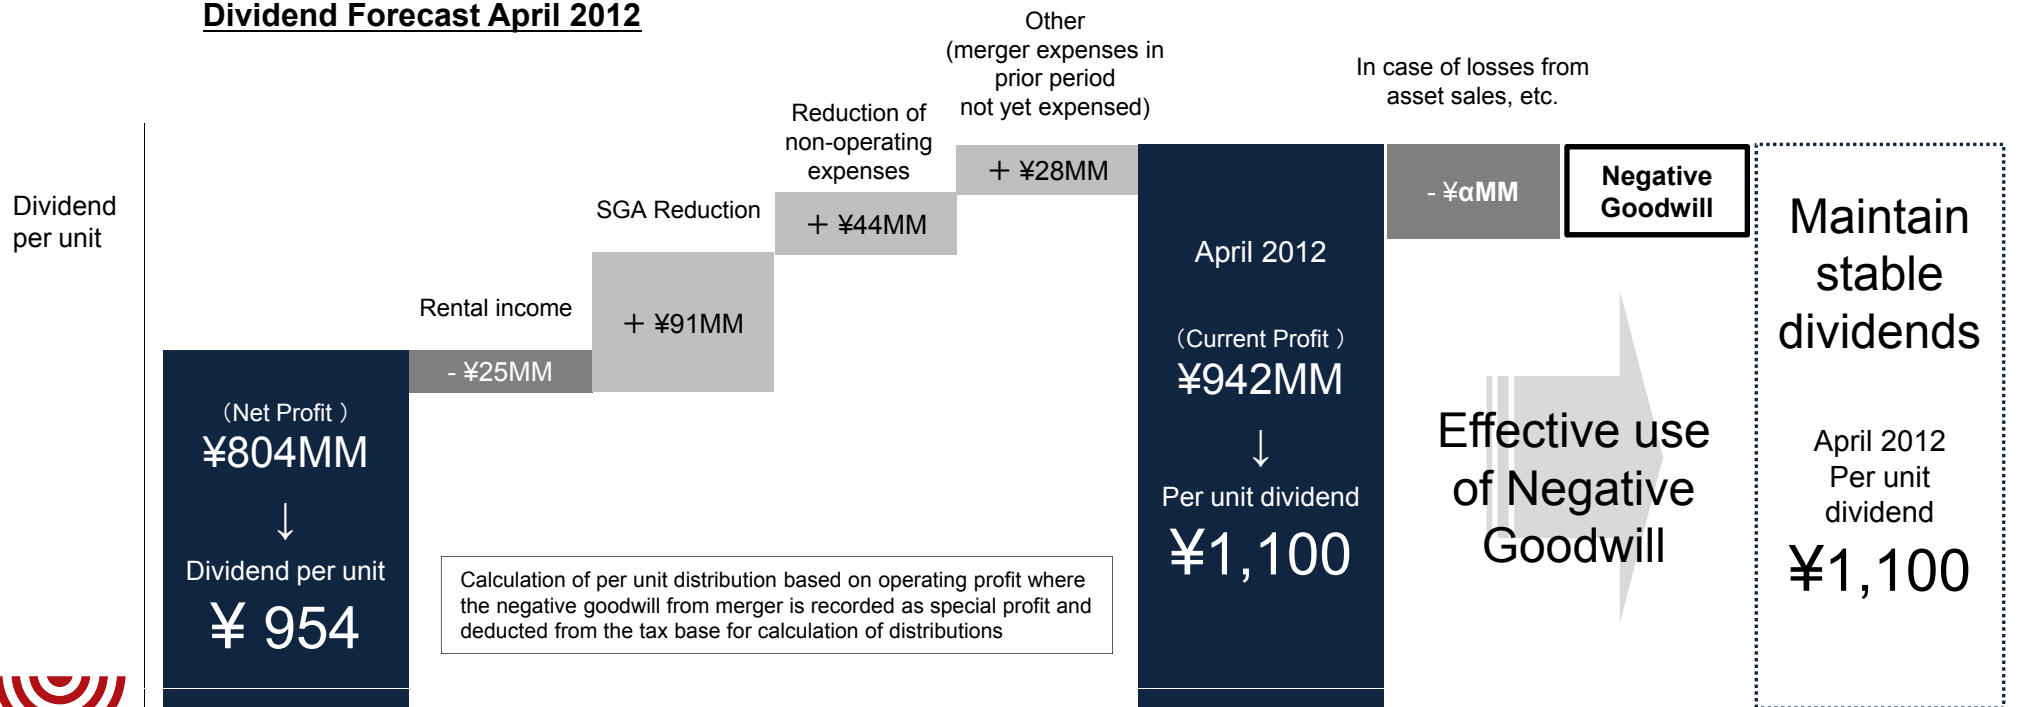 Dividend Forecast April 2012
Dividend
per unit
（Net Profit ）
¥804MM
↓
Dividend per unit
¥ 954
Rental income
- ¥25MM
SGA Reduction
＋ ¥91MM
Reduction of
non-operating
expenses
＋ ¥44MM
Other
(merger expenses in
prior period
not yet expensed)
＋ ¥28MM
April 2012
（Current Profit ）
¥942MM
↓
Per unit dividend
¥1,100
In case of losses from
asset sales, etc.
- ¥αMM
Negative
Goodwill
Effective use
of Negative
Goodwill
Maintain
stable
dividends
April 2012
Per unit
dividend
¥1,100
Calculation of per unit distribution based on operating profit where
the negative goodwill from merger is recorded as special profit and
deducted from the tax base for calculation of distributions